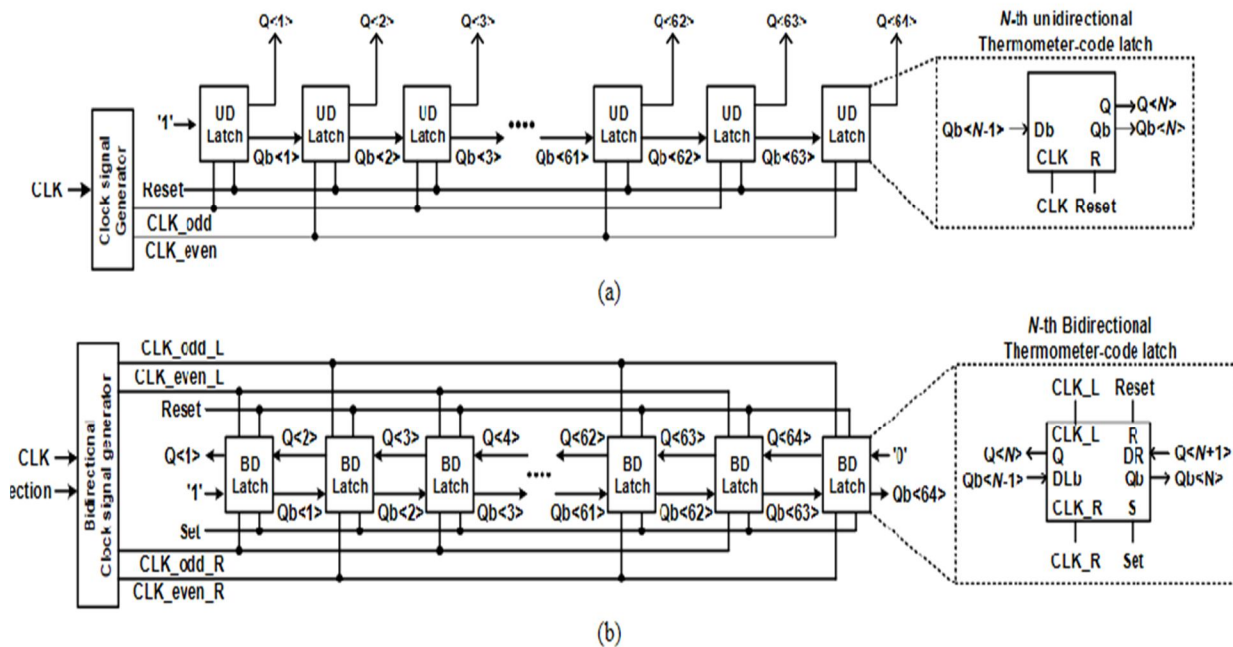 Q<1> Q<2> Q<3> Q<62> Q<63> Q<64>
N-th unidirectional
Thermometer-code latch
UD Latch UD Latch UD Latch UD Latch UD Latch UD Latch
'1'
Qb<1> Qb<2> Qb<3> Qb<61> Qb<62> Qb<63>
Q Q<N>
Qb<N-1> Db Qb Qb<N>
CLK R
CLK Reset
CLK
Clock signal Generator
Reset
CLK_odd
CLK_even
(a)
N-th Bidirectional
Thermometer-code latch
CLK_odd_L
CLK_even_L
Reset
CLK
ection
Bidirectional Clock signal generator
Q<1> Q<2> Q<3> Q<4> Q<62> Q<63> Q<64> '0'
BD Latch BD Latch BD Latch BD Latch BD Latch BD Latch
'1' Qb<1> Qb<2> Qb<3> Qb<61> Qb<62> Qb<63> Qb<64>
Set
CLK_odd_R
CLK_even_R
CLK_L Reset
CLK_L R
Q<N> Q DR Q<N+1>
Qb<N-1> DLb Qb Qb<N>
CLK_R S
CLK_R Set
(b)